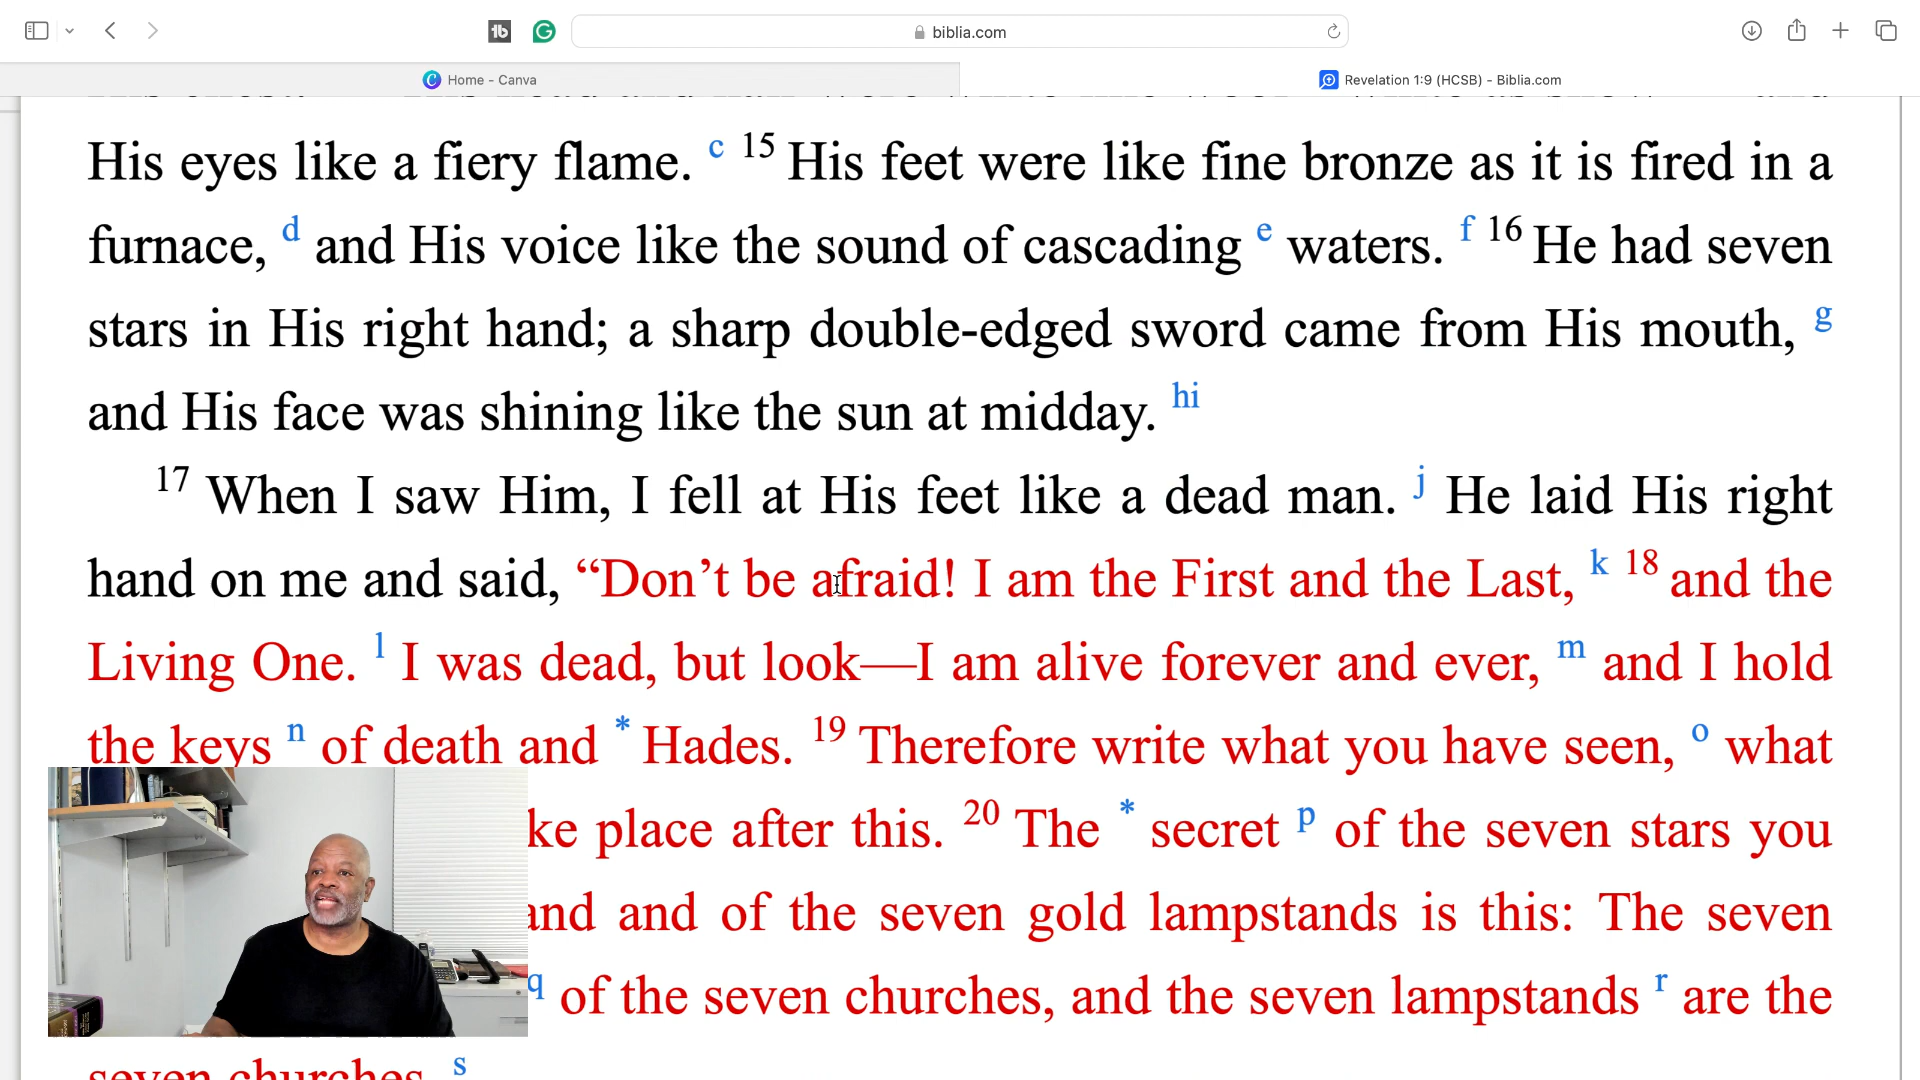 biblia.com
Home - Canva
Revelation 1:9 (HCSB) - Biblia.com
His eyes like a fiery flame. c 15 His feet were like fine bronze as it is fired in a
furnace, d and His voice like the sound of cascading e waters. f 16 He had seven
stars in His right hand; a sharp double-edged sword came from His mouth, g
and His face was shining like the sun at midday. hi
17 When I saw Him, I fell at His feet like a dead man. j He laid His right
hand on me and said, “Don’t be afraid! I am the First and the Last, k 18 and the
Living One. l I was dead, but look—I am alive forever and ever, m and I hold
the keys n of death and * Hades. 19 Therefore write what you have seen, o what
ke place after this. 20 The * secret p of the seven stars you
and and of the seven gold lampstands is this: The seven
q of the seven churches, and the seven lampstands r are the
seven churches. s